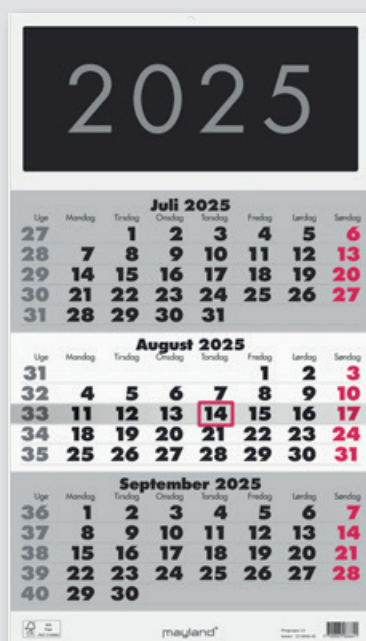 2025
Juli 2025
Uge Mandag Tirsdag Onsdag Torsdag Fredag Lørdag Søndag
27 1 2 3 4 5 6
28 7 8 9 10 11 12 13
29 14 15 16 17 18 19 20
30 21 22 23 24 25 26 27
31 28 29 30 31
August 2025
Uge Mandag Tirsdag Onsdag Torsdag Fredag Lørdag Søndag
31 1 2 3
32 4 5 6 7 8 9 10
33 11 12 13 14 15 16 17
34 18 19 20 21 22 23 24
35 25 26 27 28 29 30 31
September 2025
Uge Mandag Tirsdag Onsdag Torsdag Fredag Lørdag Søndag
36 1 2 3 4 5 6 7
37 8 9 10 11 12 13 14
38 15 16 17 18 19 20 21
39 22 23 24 25 26 27 28
40 29 30
mayland